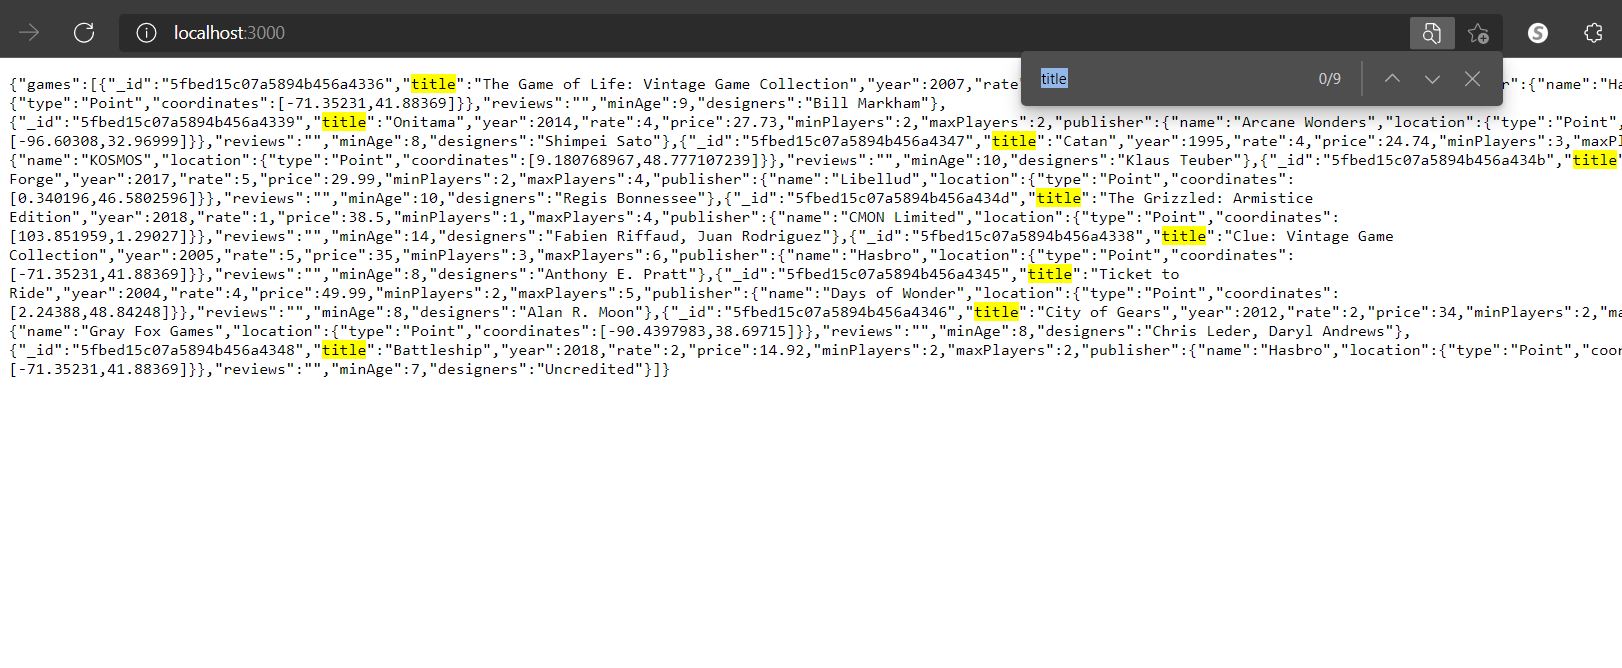 localhost:3000
title
0/9
{"games":[{"_id":"5fbed15c07a5894b456a4336","title":"The Game of Life: Vintage Game Collection","year":2007,"rate r":{"name":"Ha
{"type":"Point","coordinates":[-71.35231,41.88369]}},"reviews":"","minAge":9,"designers":"Bill Markham"},
{"_id":"5fbed15c07a5894b456a4339","title":"Onitama","year":2014,"rate":4,"price":27.73,"minPlayers":2,"maxPlayers":2,"publisher":{"name":"Arcane Wonders","location":{"type":"Point",
[-96.60308,32.96999]}},"reviews":"","minAge":8,"designers":"Shimpei Sato"},{"_id":"5fbed15c07a5894b456a4347","title":"Catan","year":1995,"rate":4,"price":24.74,"minPlayers":3,"maxPl
{"name":"KOSMOS","location":{"type":"Point","coordinates":[9.180768967,48.777107239]}},"reviews":"","minAge":10,"designers":"Klaus Teuber"},{"_id":"5fbed15c07a5894b456a434b","title"
Forge","year":2017,"rate":5,"price":29.99,"minPlayers":2,"maxPlayers":4,"publisher":{"name":"Libellud","location":{"type":"Point","coordinates":
[0.340196,46.5802596]}},"reviews":"","minAge":10,"designers":"Regis Bonnessee"},{"_id":"5fbed15c07a5894b456a434d","title":"The Grizzled: Armistice
Edition","year":2018,"rate":1,"price":38.5,"minPlayers":1,"maxPlayers":4,"publisher":{"name":"CMON Limited","location":{"type":"Point","coordinates":
[103.851959,1.29027]}},"reviews":"","minAge":14,"designers":"Fabien Riffaud, Juan Rodriguez"},{"_id":"5fbed15c07a5894b456a4338","title":"Clue: Vintage Game
Collection","year":2005,"rate":5,"price":35,"minPlayers":3,"maxPlayers":6,"publisher":{"name":"Hasbro","location":{"type":"Point","coordinates":
[-71.35231,41.88369]}},"reviews":"","minAge":8,"designers":"Anthony E. Pratt"},{"_id":"5fbed15c07a5894b456a4345","title":"Ticket to
Ride","year":2004,"rate":4,"price":49.99,"minPlayers":2,"maxPlayers":5,"publisher":{"name":"Days of Wonder","location":{"type":"Point","coordinates":
[2.24388,48.84248]}},"reviews":"","minAge":8,"designers":"Alan R. Moon"},{"_id":"5fbed15c07a5894b456a4346","title":"City of Gears","year":2012,"rate":2,"price":34,"minPlayers":2,"ma
{"name":"Gray Fox Games","location":{"type":"Point","coordinates":[-90.4397983,38.69715]}},"reviews":"","minAge":8,"designers":"Chris Leder, Daryl Andrews"},
{"_id":"5fbed15c07a5894b456a4348","title":"Battleship","year":2018,"rate":2,"price":14.92,"minPlayers":2,"maxPlayers":2,"publisher":{"name":"Hasbro","location":{"type":"Point","coor
[-71.35231,41.88369]}},"reviews":"","minAge":7,"designers":"Uncredited"}]}